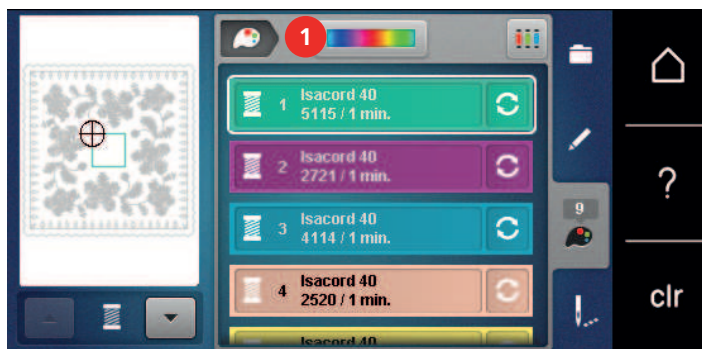 1
1 Isacord 40
5115 / 1 min.
2 Isacord 40
2721 / 1 min.
3 Isacord 40
4114 / 1 min.
4 Isacord 40
2520 / 1 min.
Isacord 40
9
?
clr